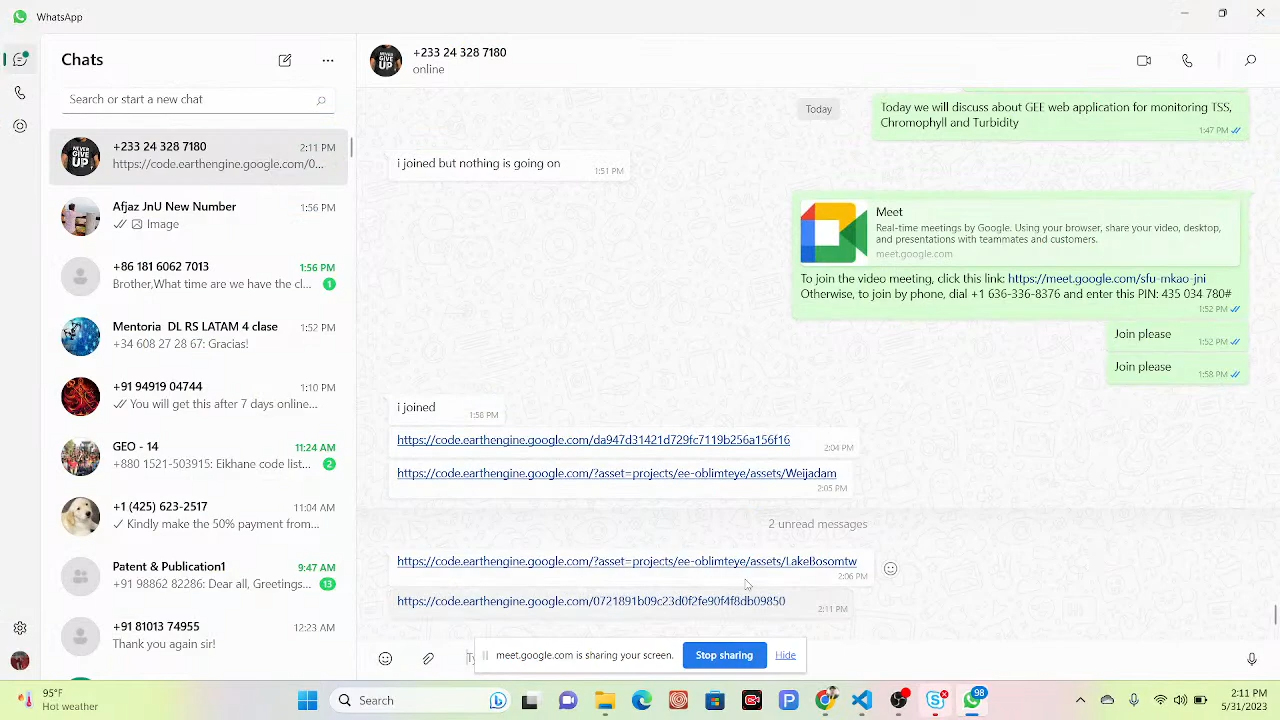 WhatsApp
Chats
Search or start a new chat
+233 24 328 7180
2:11 PM
https://code.earthengine.google.com/0...
Afjaz JnU New Number
1:56 PM
Image
+86 181 6062 7013
1:56 PM
Brother,What time are we have the cl...
1
Mentoria DL RS LATAM 4 clase
1:52 PM
+34 608 27 28 67: Gracias!
+91 94919 04744
1:10 PM
You will get this after 7 days online...
GEO - 14
11:24 AM
+880 1521-503915: Eikhane code list...
2
+1 (425) 623-2517
11:04 AM
Kindly make the 50% payment from...
Patent & Publication1
9:47 AM
+91 98676 82286: Dear all, Greetings...
13
+91 81013 74955
12:23 AM
Thank you again sir!
NEVER GIVE UP
+233 24 328 7180
online
Today
Today we will discuss about GEE web application for monitoring TSS,
Chromophyll and Turbidity
1:47 PM
i joined but nothing is going on
1:51 PM
Meet
Real-time meetings by Google. Using your browser, share your video, desktop,
and presentations with teammates and customers.
meet.google.com
To join the video meeting, click this link: https://meet.google.com/sfu-mkao-jni
Otherwise, to join by phone, dial +1 636-336-8376 and enter this PIN: 435 034 780#
1:52 PM
Join please
1:52 PM
Join please
1:58 PM
i joined
1:58 PM
https://code.earthengine.google.com/da947d31421d729fc7119b256a156f16
2:04 PM
https://code.earthengine.google.com/?asset=projects/ee-oblimteye/assets/Weijadam
2:05 PM
2 unread messages
https://code.earthengine.google.com/?asset=projects/ee-oblimteye/assets/LakeBosomtw
2:06 PM
https://code.earthengine.google.com/0721891b09c23d0f2fe90f4f8db09850
2:11 PM
meet.google.com is sharing your screen.
Stop sharing
Hide
95°F
Hot weather
Search
98
2:11 PM
5/31/2023